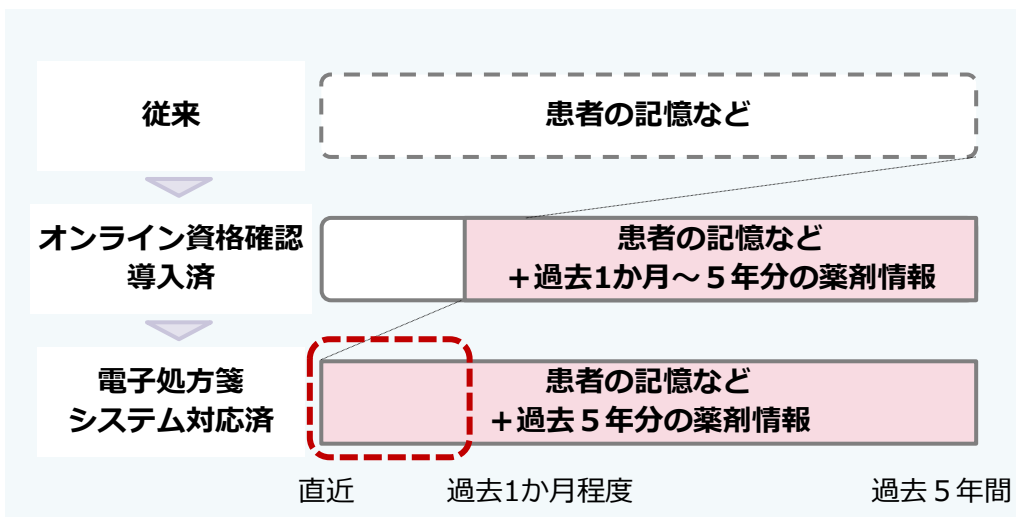 従来
患者の記憶など
オンライン資格確認
導入済
患者の記憶など
＋過去1か月～５年分の薬剤情報
電子処方箋
システム対応済
患者の記憶など
＋過去５年分の薬剤情報
直近
過去1か月程度
過去５年間